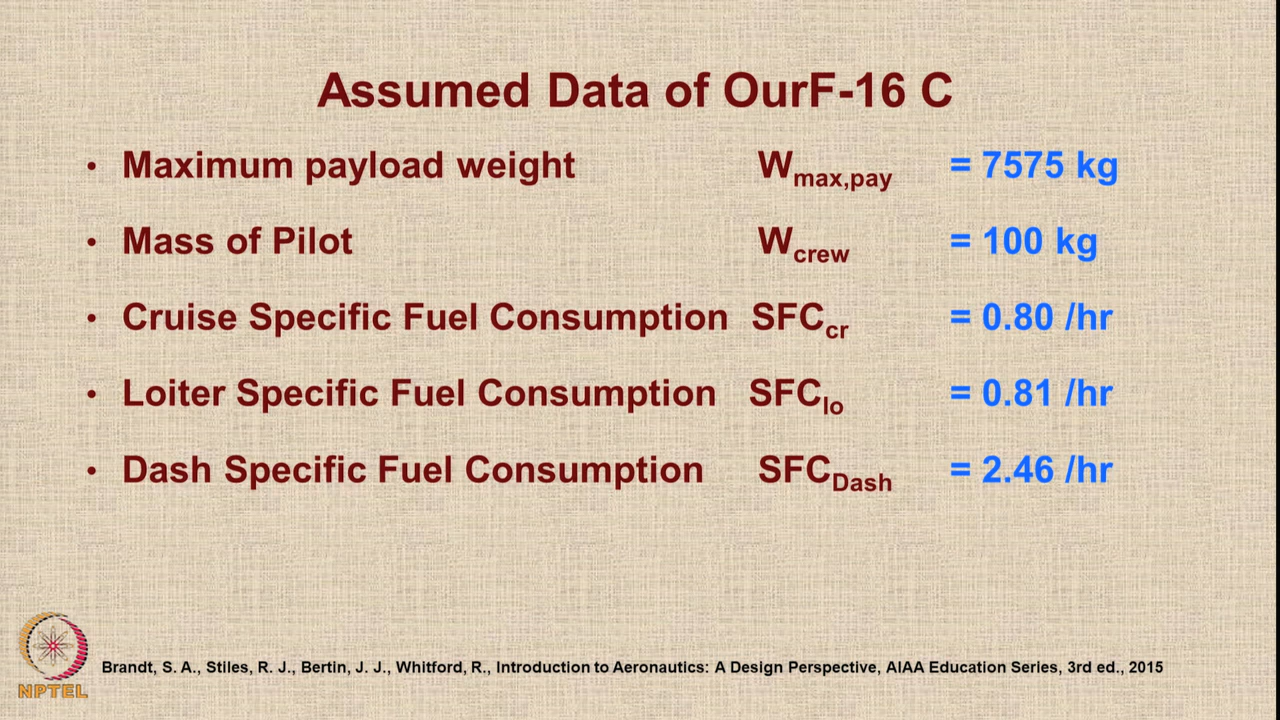 Assumed Data of OurF-16 C
• Maximum payload weight W_max,pay = 7575 kg
• Mass of Pilot W_crew = 100 kg
• Cruise Specific Fuel Consumption SFC_cr = 0.80 /hr
• Loiter Specific Fuel Consumption SFC_lo = 0.81 /hr
• Dash Specific Fuel Consumption SFC_Dash = 2.46 /hr
Brandt, S. A., Stiles, R. J., Bertin, J. J., Whitford, R., Introduction to Aeronautics: A Design Perspective, AIAA Education Series, 3rd ed., 2015
NPTEL